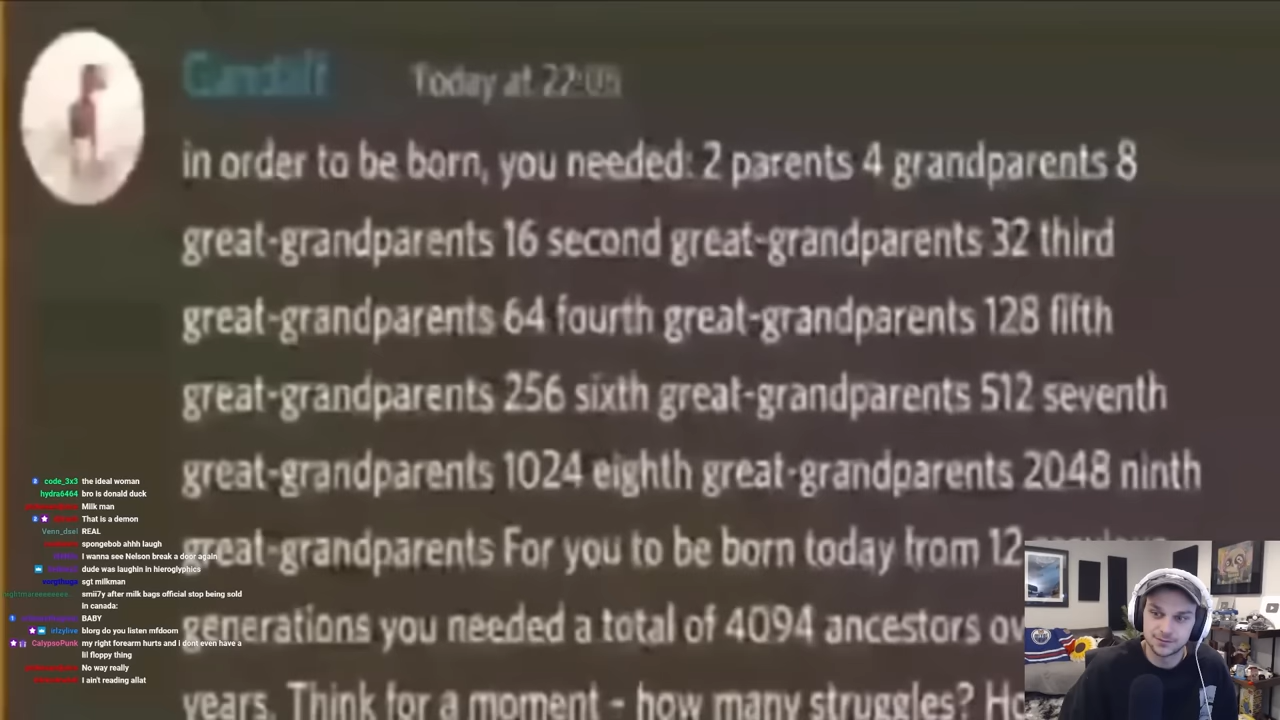 Gandalf Today at 22:05
in order to be born, you needed: 2 parents 4 grandparents 8
great-grandparents 16 second great-grandparents 32 third
great-grandparents 64 fourth great-grandparents 128 fifth
great-grandparents 256 sixth great-grandparents 512 seventh
great-grandparents 1024 eighth great-grandparents 2048 ninth
great-grandparents For you to be born today from 12
generations you needed a total of 4094 ancestors
years. Think for a moment - how many struggles?
code_3x3 the ideal woman
hydra6464 bro is donald duck
Milk man
That is a demon
Venn_dsel REAL
spongebob ahhh laugh
I wanna see Nelson break a door again
dude was laughin in hieroglyphics
sgt milkman
smii7y after milk bags official stop being sold
in canada:
BABY
irlzylive blorg do you listen mfdoom
CalypsoPunk my right forearm hurts and i dont even have a
lil floppy thing
No way really
I ain't reading allat